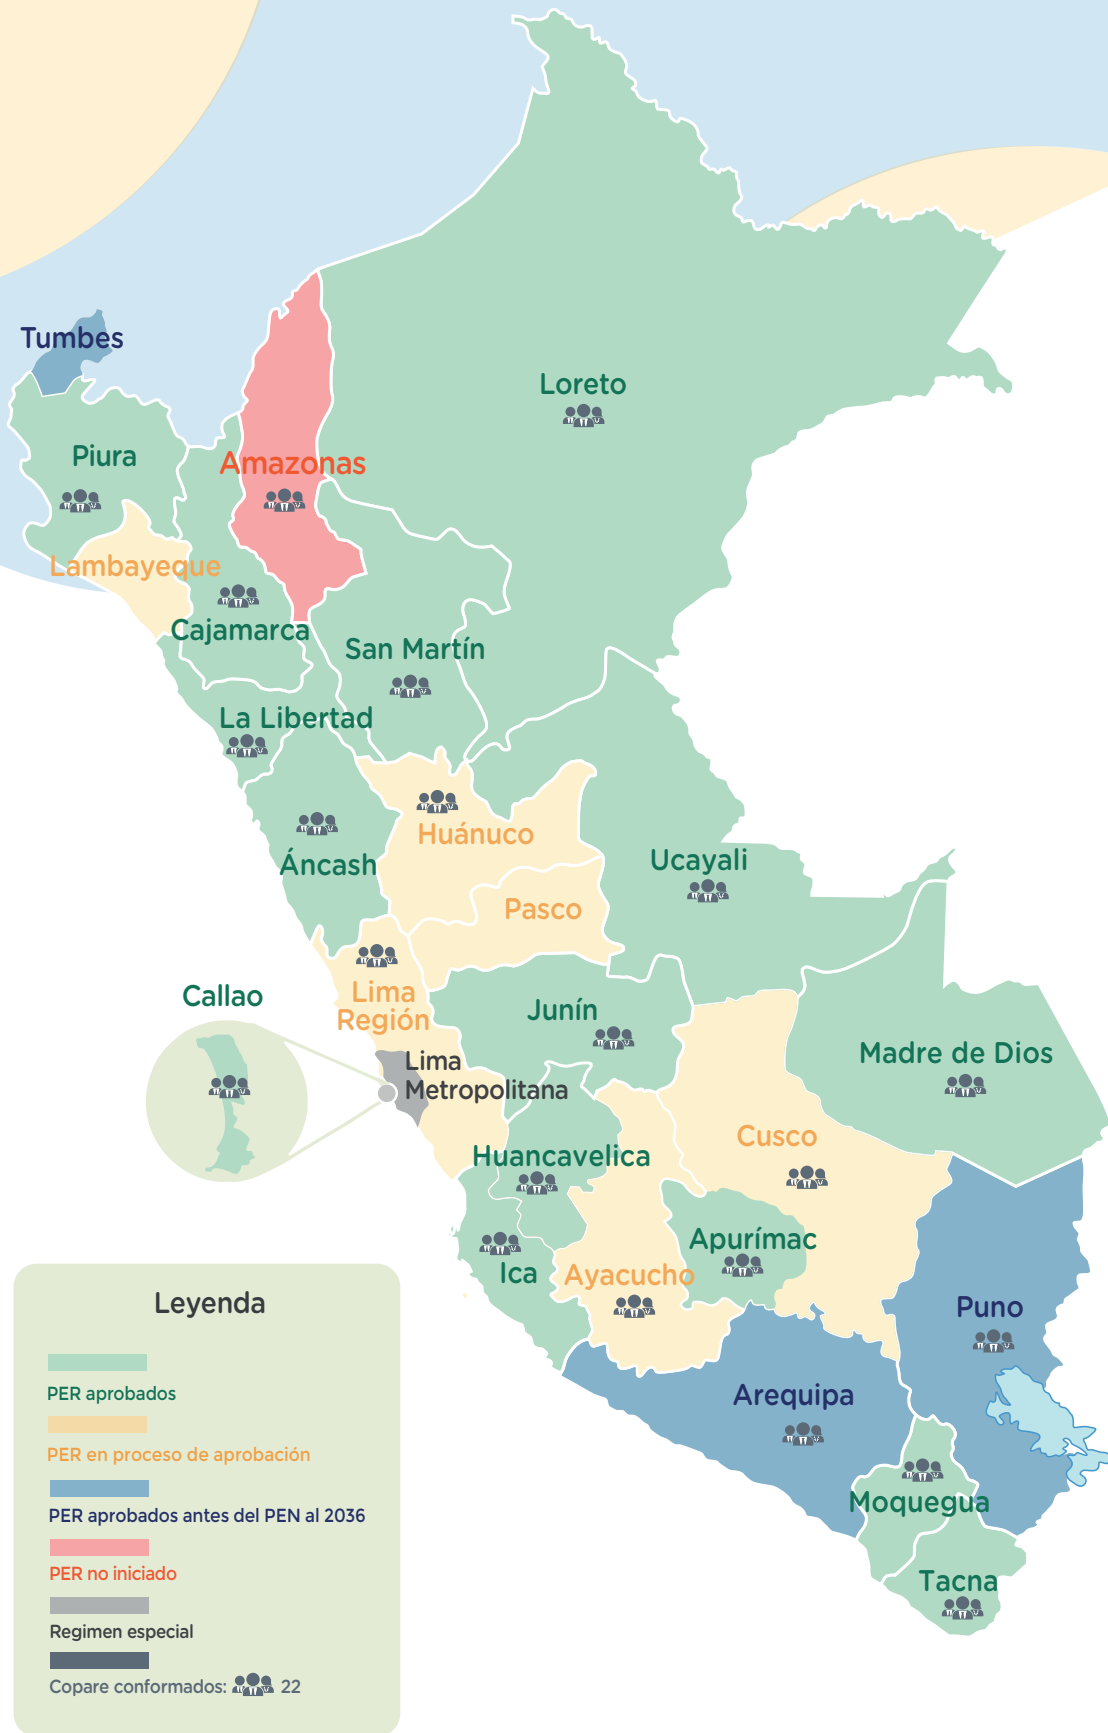 Tumbes
Loreto
Piura
Amazonas
Lambayeque
Cajamarca
San Martín
La Libertad
Huánuco
Áncash
Ucayali
Pasco
Callao
Lima
Región
Junín
Lima
Metropolitana
Madre de Dios
Cusco
Huancavelica
Apurímac
Ica
Ayacucho
Puno
Arequipa
Moquegua
Tacna
Leyenda
PER aprobados
PER en proceso de aprobación
PER aprobados antes del PEN al 2036
PER no iniciado
Regimen especial
Copare conformados: 22